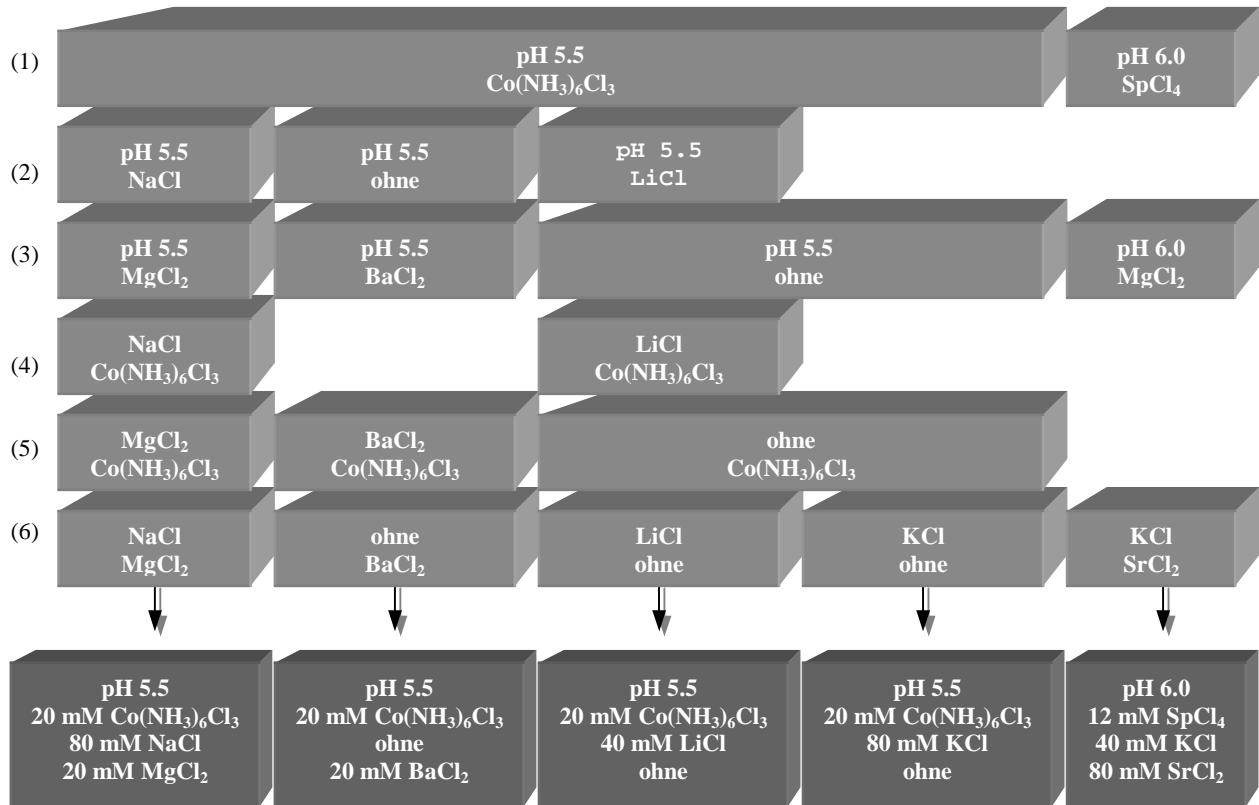 (1)
pH 5.5
Co(NH₃)₆Cl₃
pH 6.0
SpCl₄
(2)
pH 5.5
NaCl
pH 5.5
ohne
pH 5.5
LiCl
(3)
pH 5.5
MgCl₂
pH 5.5
BaCl₂
pH 5.5
ohne
pH 6.0
MgCl₂
(4)
NaCl
Co(NH₃)₆Cl₃
LiCl
Co(NH₃)₆Cl₃
(5)
MgCl₂
Co(NH₃)₆Cl₃
BaCl₂
Co(NH₃)₆Cl₃
ohne
Co(NH₃)₆Cl₃
(6)
NaCl
MgCl₂
ohne
BaCl₂
LiCl
ohne
KCl
ohne
KCl
SrCl₂
pH 5.5
20 mM Co(NH₃)₆Cl₃
80 mM NaCl
20 mM MgCl₂
pH 5.5
20 mM Co(NH₃)₆Cl₃
ohne
20 mM BaCl₂
pH 5.5
20 mM Co(NH₃)₆Cl₃
40 mM LiCl
ohne
pH 5.5
20 mM Co(NH₃)₆Cl₃
80 mM KCl
ohne
pH 6.0
12 mM SpCl₄
40 mM KCl
80 mM SrCl₂